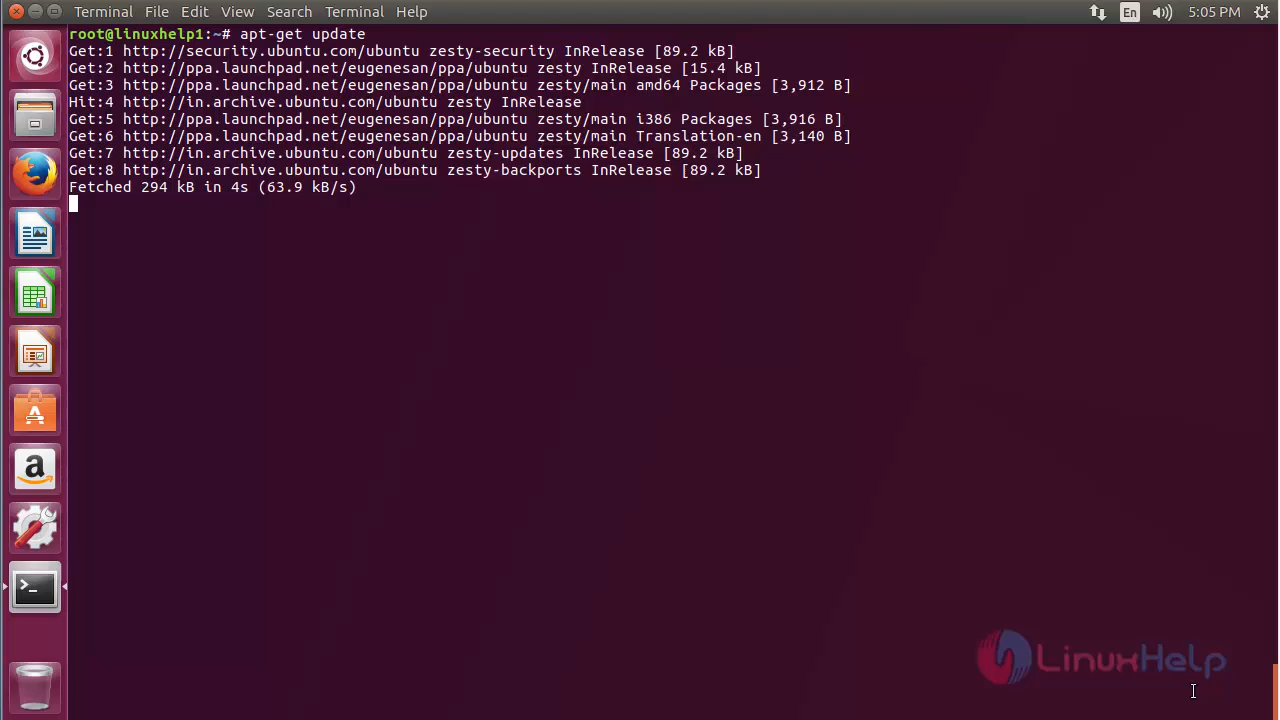 Terminal File Edit View Search Terminal Help En 5:05 PM
root@linuxhelp1:~# apt-get update
Get:1 http://security.ubuntu.com/ubuntu zesty-security InRelease [89.2 kB]
Get:2 http://ppa.launchpad.net/eugenesan/ppa/ubuntu zesty InRelease [15.4 kB]
Get:3 http://ppa.launchpad.net/eugenesan/ppa/ubuntu zesty/main amd64 Packages [3,912 B]
Hit:4 http://in.archive.ubuntu.com/ubuntu zesty InRelease
Get:5 http://ppa.launchpad.net/eugenesan/ppa/ubuntu zesty/main i386 Packages [3,916 B]
Get:6 http://ppa.launchpad.net/eugenesan/ppa/ubuntu zesty/main Translation-en [3,140 B]
Get:7 http://in.archive.ubuntu.com/ubuntu zesty-updates InRelease [89.2 kB]
Get:8 http://in.archive.ubuntu.com/ubuntu zesty-backports InRelease [89.2 kB]
Fetched 294 kB in 4s (63.9 kB/s)
LinuxHelp